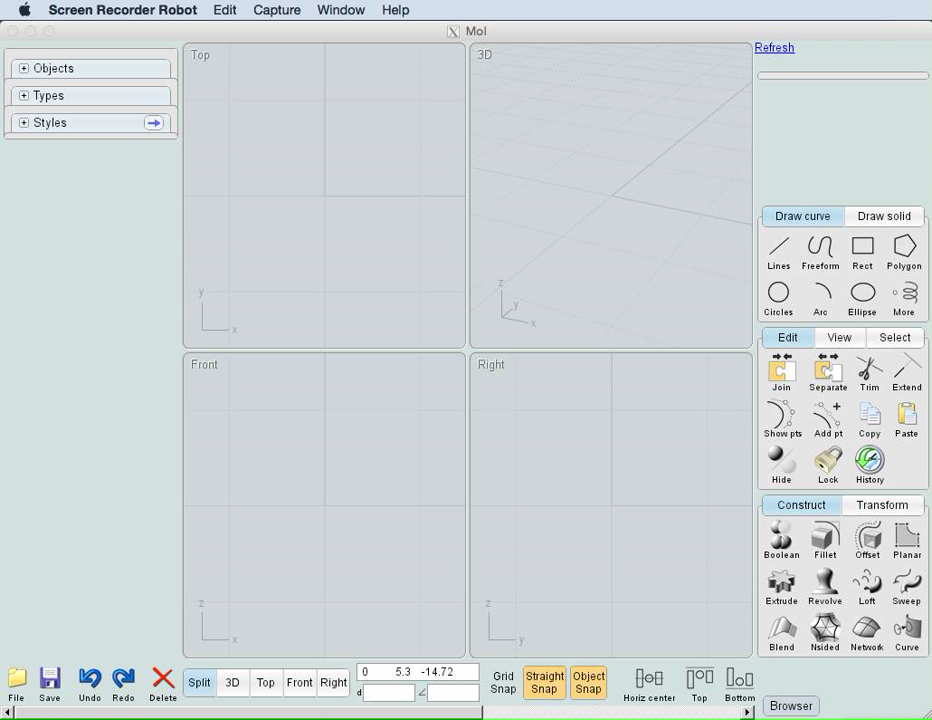 Screen Recorder Robot Edit Capture Window Help
MoI
Objects
Types
Styles
Top
3D
Front
Right
y
x
z
y
x
z
x
z
y
Refresh
Draw curve Draw solid
Lines Freeform Rect Polygon
Circles Arc Ellipse More
Edit View Select
Join Separate Trim Extend
Show pts Add pt Copy Paste
Hide Lock History
Construct Transform
Boolean Fillet Offset Planar
Extrude Revolve Loft Sweep
Blend Nsided Network Curve
File Save Undo Redo Delete
Split 3D Top Front Right
0 5.3 -14.72
d
Grid Snap
Straight Snap
Object Snap
Horiz center Top Bottom
Browser